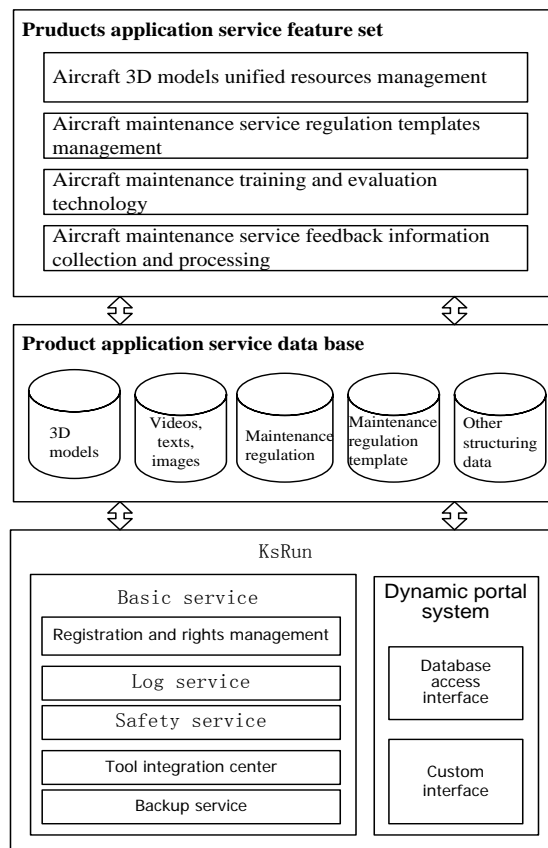 Pruducts application service feature set
Aircraft 3D models unified resources management
Aircraft maintenance service regulation templates
management
Aircraft maintenance training and evaluation
technology
Aircraft maintenance service feedback information
collection and processing
Product application service data base
3D
models
Videos,
texts,
images
Maintenance
regulation
Maintenance
regulation
template
Other
structuring
data
KsRun
Basic service
Registration and rights management
Log service
Safety service
Tool integration center
Backup service
Dynamic portal
system
Database
access
interface
Custom
interface